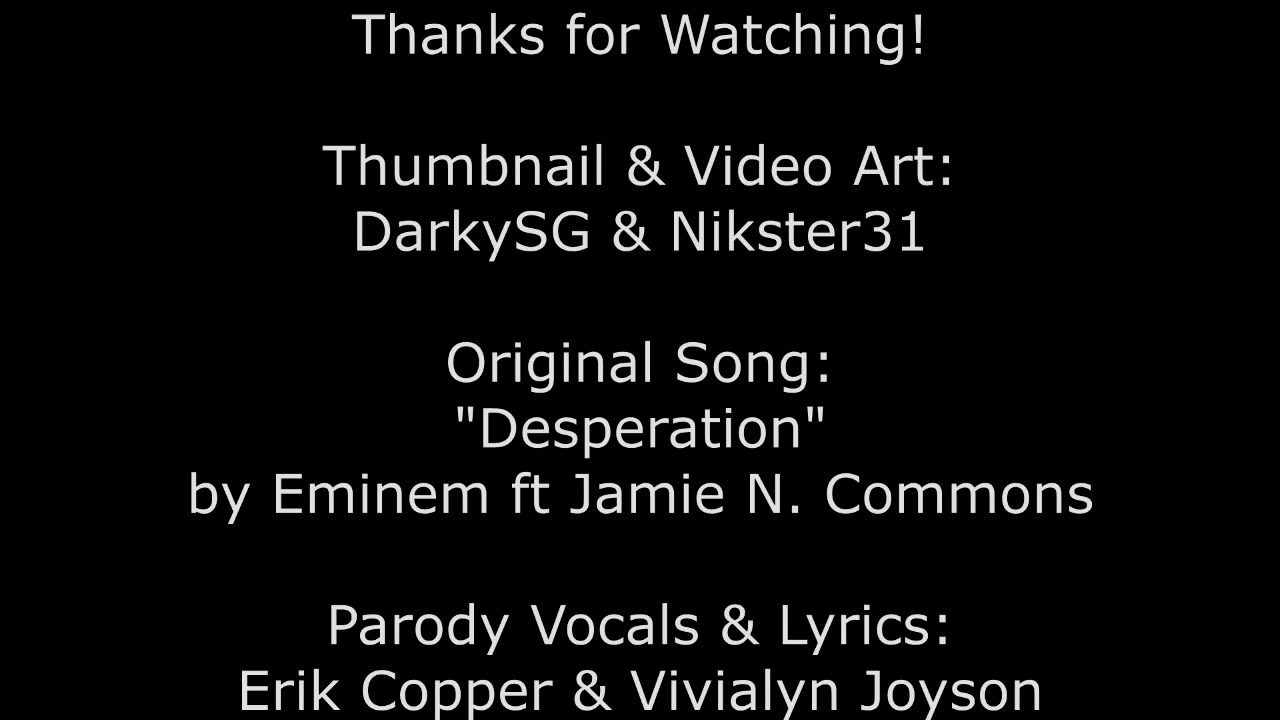 Thanks for Watching!
Thumbnail & Video Art:
DarkySG & Nikster31
Original Song:
"Desperation"
by Eminem ft Jamie N. Commons
Parody Vocals & Lyrics:
Erik Copper & Vivialyn Joyson